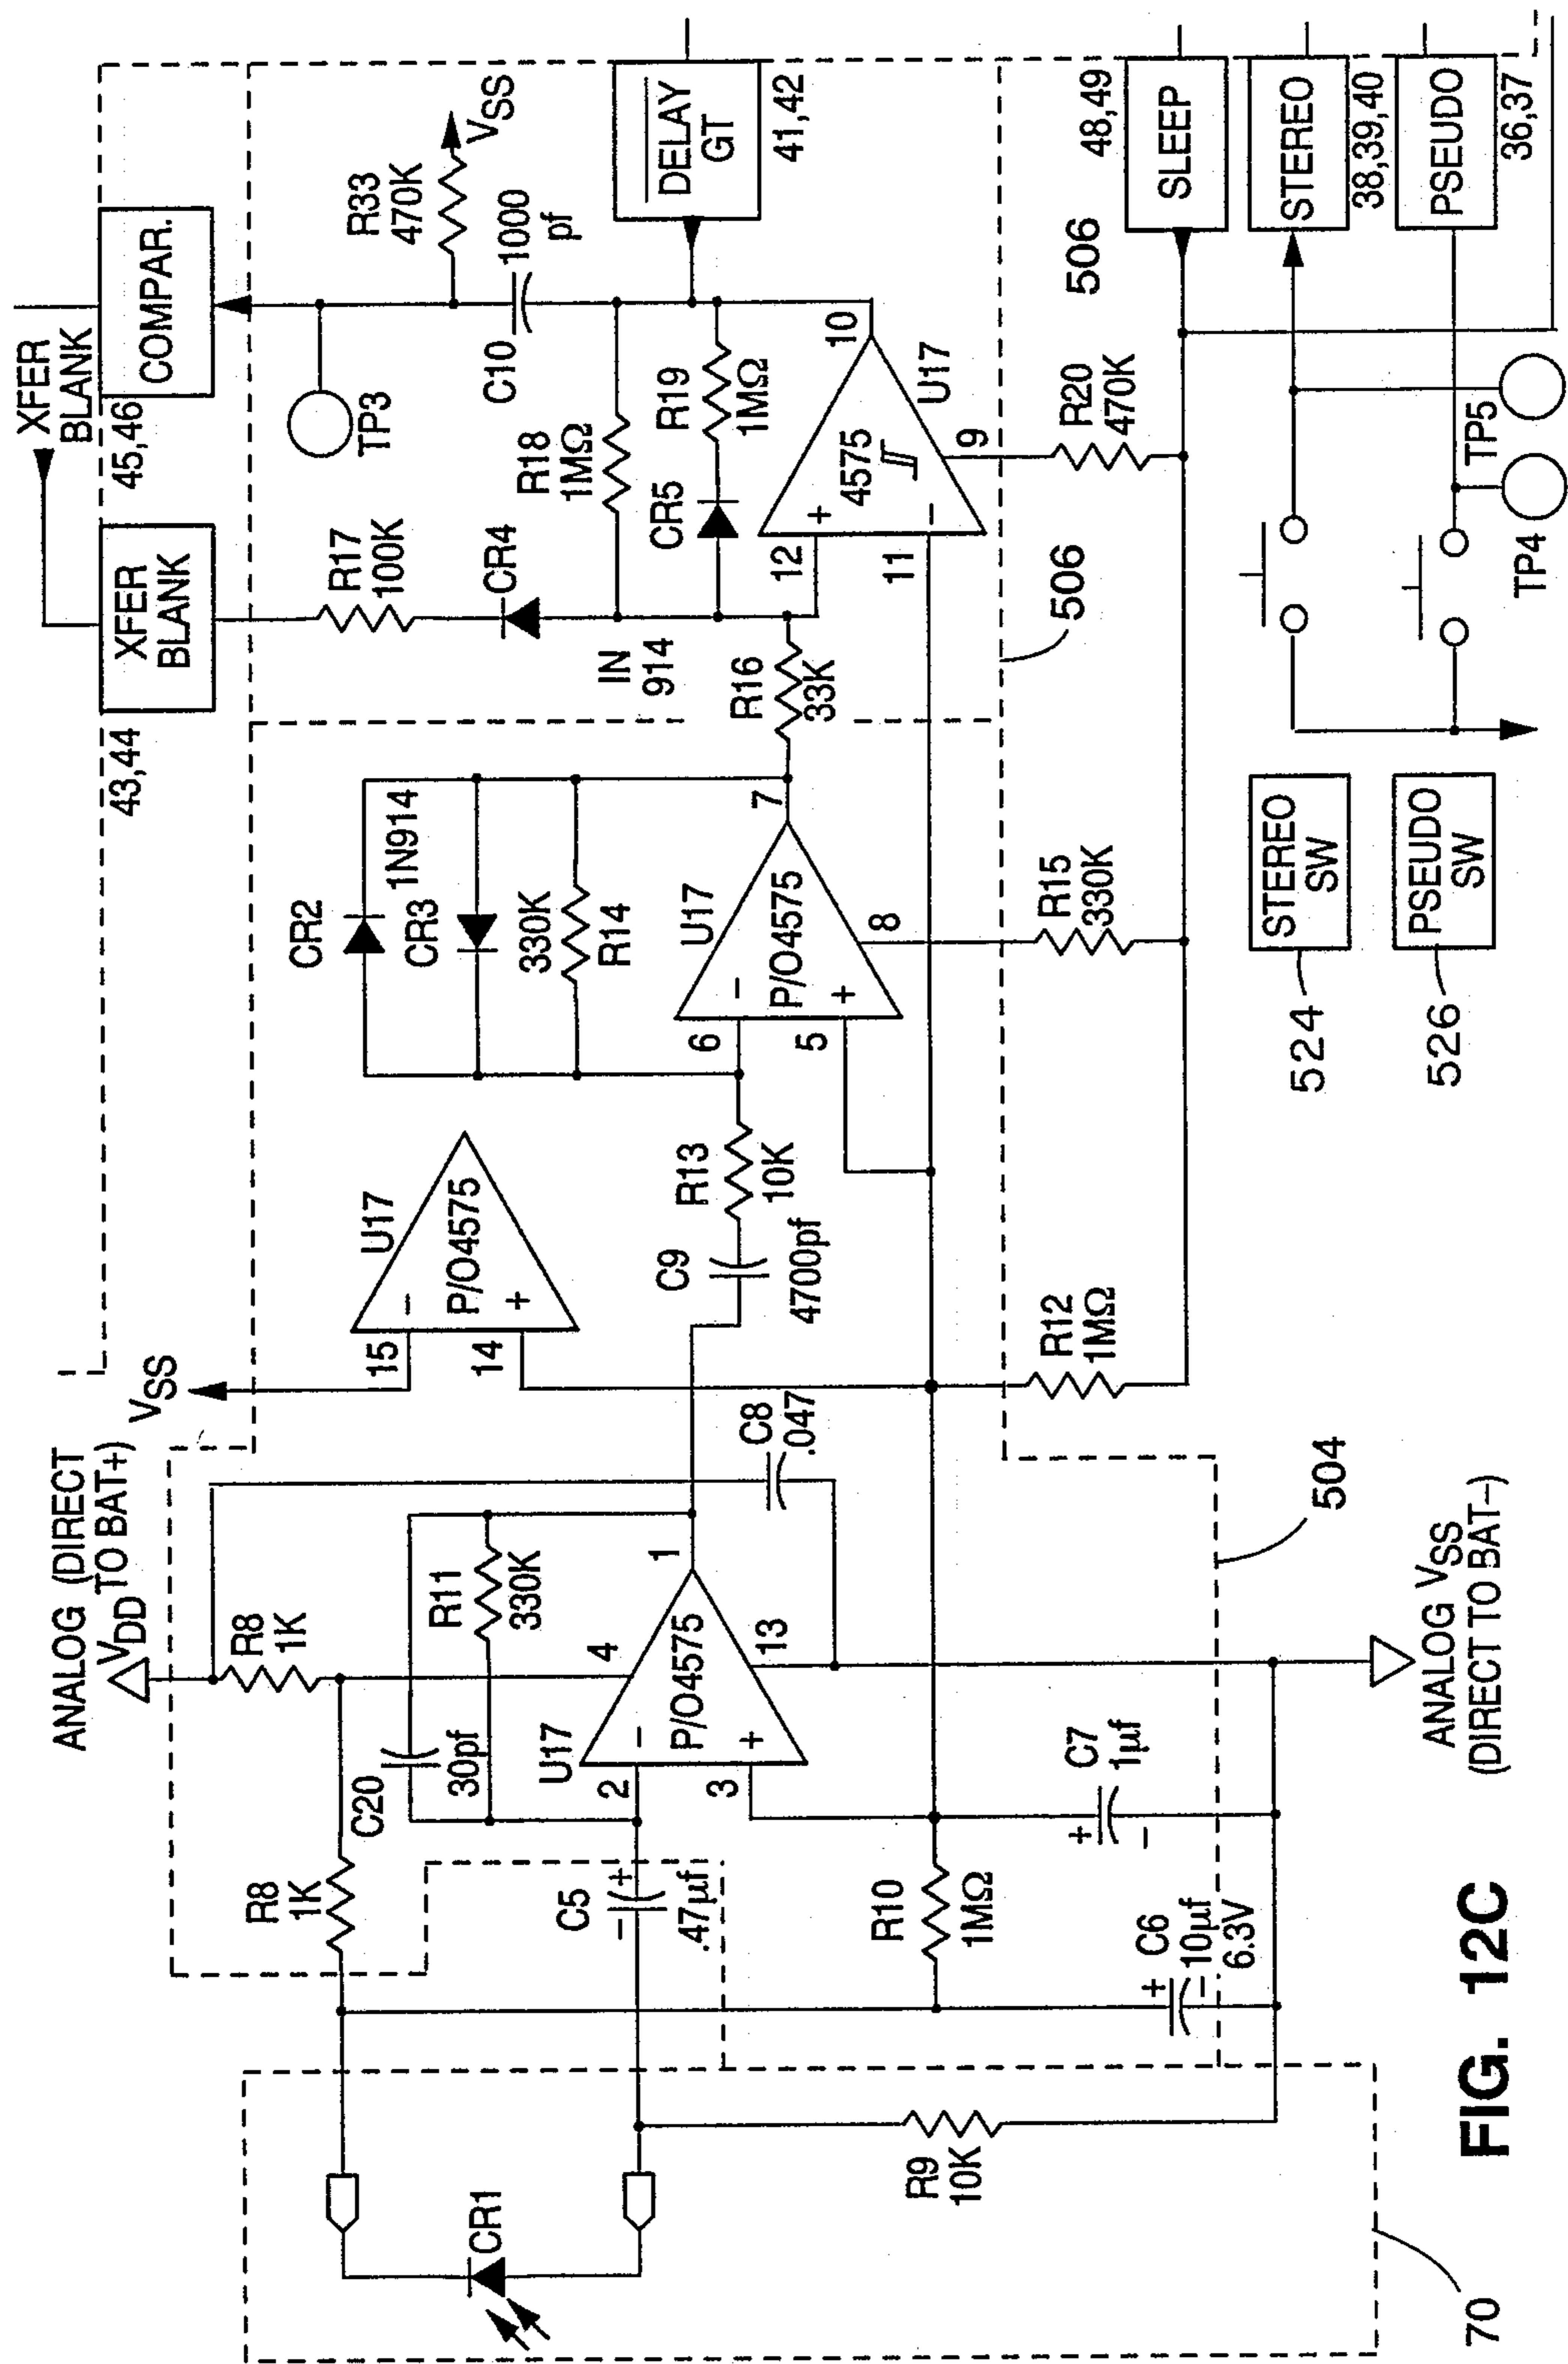 ANALOG (DIRECT
VDD TO BAT+)
VSS
43,44
XFER
BLANK
XFER
BLANK
45,46
COMPAR.
R8
1K
R8
1K
C20
30pf
R11
330K
U17
P/O4575
2
3
4
1
13
−
+
C8
.047
C5
− +
.47µf
U17
P/O4575
15
14
−
+
CR2
1N914
CR3
330K
R14
C9
4700pf
R13
10K
U17
P/O4575
6
5
7
8
−
+
R17
100K
CR4
IN
914
R16
33K
R18
1MΩ
CR5
R19
1MΩ
TP3
C10
1000
pf
R33
470K
VSS
DELAY
GT
41,42
12
11
10
9
+
−
4575
U17
506
506
R10
1MΩ
C7
1µf
+
−
C6
10µf
6.3V
+
−
R12
1MΩ
R15
330K
R20
470K
48,49
SLEEP
STEREO
38,39,40
PSEUDO
36,37
TP5
TP4
STEREO
SW
524
PSEUDO
SW
526
504
CR1
R9
10K
70
ANALOG VSS
(DIRECT TO BAT−)
FIG. 12C